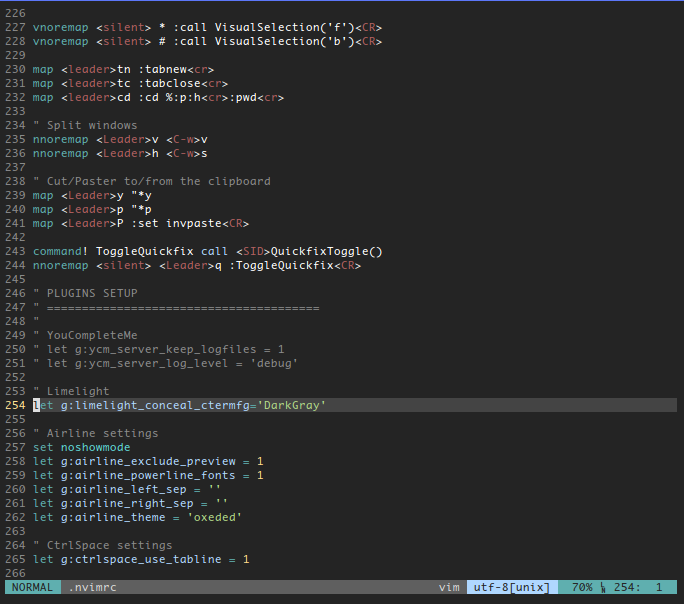 226
227 vnoremap <silent> * :call VisualSelection('f')<CR>
228 vnoremap <silent> # :call VisualSelection('b')<CR>
229
230 map <leader>tn :tabnew<cr>
231 map <leader>tc :tabclose<cr>
232 map <leader>cd :cd %:p:h<cr>:pwd<cr>
233
234 " Split windows
235 nnoremap <Leader>v <C-w>v
236 nnoremap <Leader>h <C-w>s
237
238 " Cut/Paster to/from the clipboard
239 map <Leader>y "*y
240 map <Leader>p "*p
241 map <Leader>P :set invpaste<CR>
242
243 command! ToggleQuickfix call <SID>QuickfixToggle()
244 nnoremap <silent> <Leader>q :ToggleQuickfix<CR>
245
246 " PLUGINS SETUP
247 " =======================================
248 "
249 " YouCompleteMe
250 " let g:ycm_server_keep_logfiles = 1
251 " let g:ycm_server_log_level = 'debug'
252
253 " Limelight
254 let g:limelight_conceal_ctermfg='DarkGray'
255
256 " Airline settings
257 set noshowmode
258 let g:airline_exclude_preview = 1
259 let g:airline_powerline_fonts = 1
260 let g:airline_left_sep = ''
261 let g:airline_right_sep = ''
262 let g:airline_theme = 'oxeded'
263
264 " CtrlSpace settings
265 let g:ctrlspace_use_tabline = 1
266
NORMAL .nvimrc vim utf-8[unix] 70% 254: 1